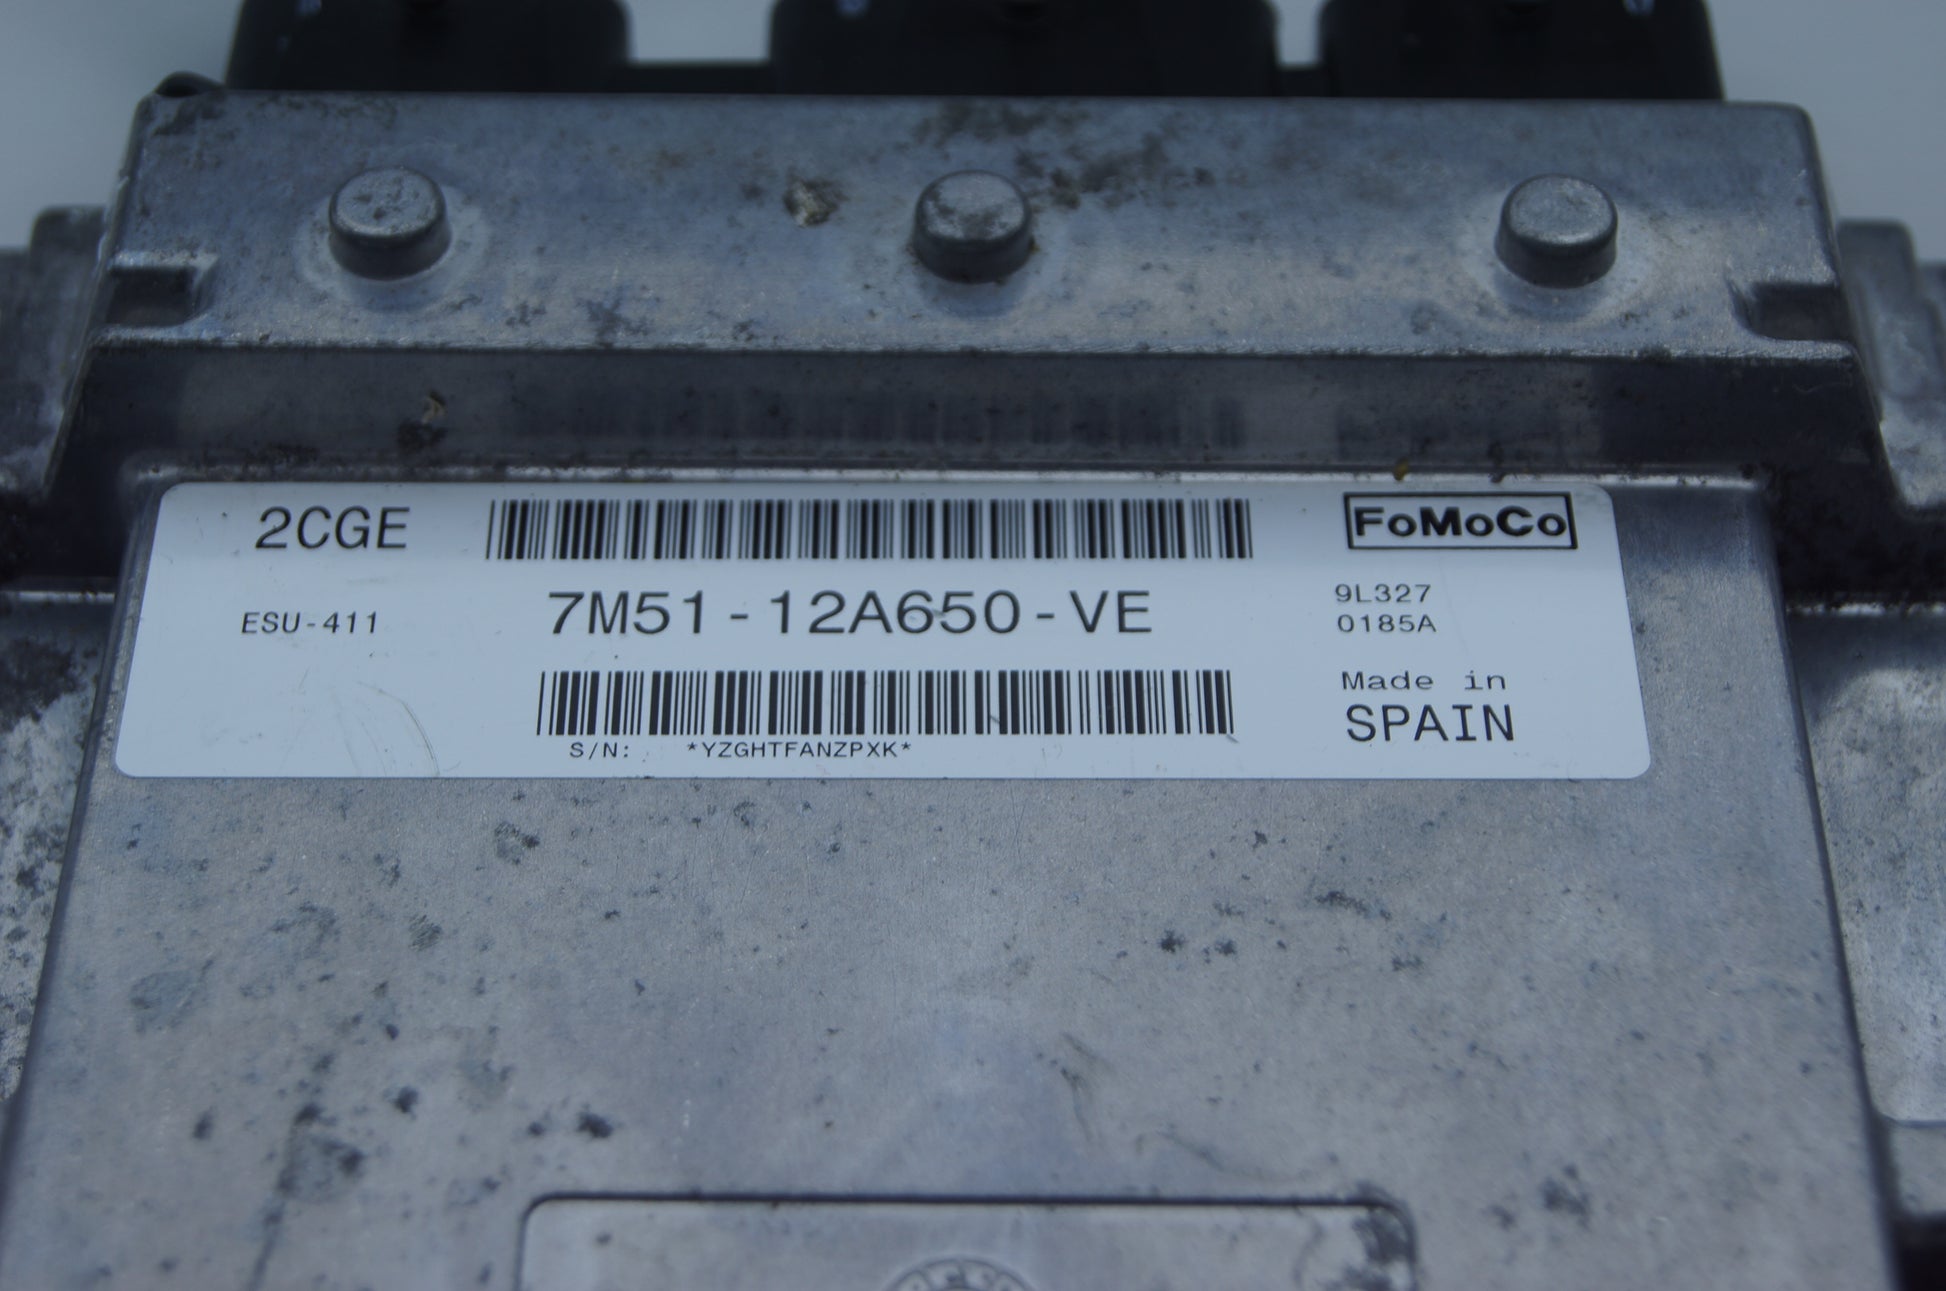 2CGE
FoMoCo
ESU-411
7M51-12A650-VE
9L327
0185A
Made in
SPAIN
S/N: *YZGHTFANZPXK*